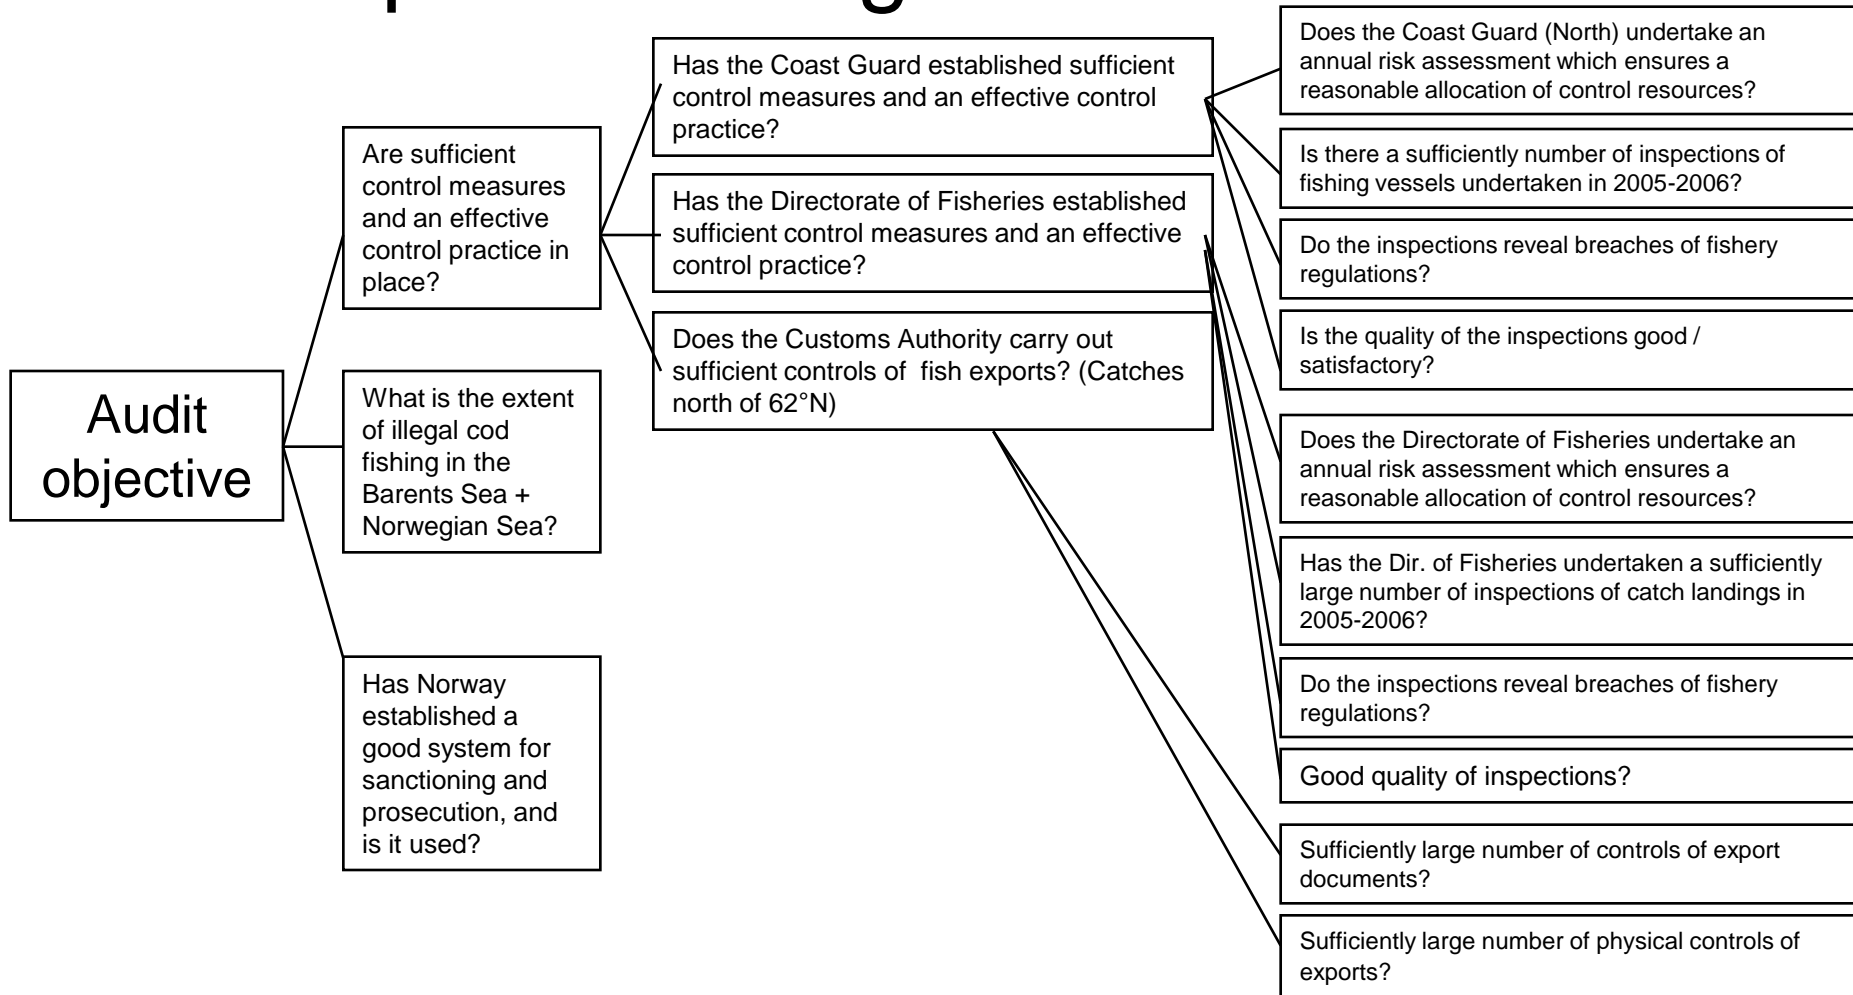 Audit
objective
Are sufficient
control measures
and an effective
control practice in
place?
What is the extent
of illegal cod
fishing in the
Barents Sea +
Norwegian Sea?
Has Norway
established a
good system for
sanctioning and
prosecution, and
is it used?
Has the Coast Guard established sufficient
control measures and an effective control
practice?
Has the Directorate of Fisheries established
sufficient control measures and an effective
control practice?
Does the Customs Authority carry out
sufficient controls of fish exports? (Catches
north of 62°N)
Does the Coast Guard (North) undertake an
annual risk assessment which ensures a
reasonable allocation of control resources?
Is there a sufficiently number of inspections of
fishing vessels undertaken in 2005-2006?
Do the inspections reveal breaches of fishery
regulations?
Is the quality of the inspections good /
satisfactory?
Does the Directorate of Fisheries undertake an
annual risk assessment which ensures a
reasonable allocation of control resources?
Has the Dir. of Fisheries undertaken a sufficiently
large number of inspections of catch landings in
2005-2006?
Do the inspections reveal breaches of fishery
regulations?
Good quality of inspections?
Sufficiently large number of controls of export
documents?
Sufficiently large number of physical controls of
exports?